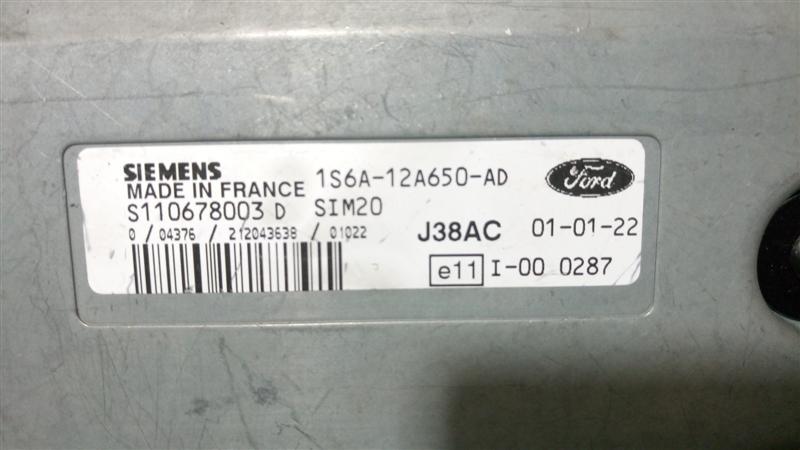 SIEMENS 1S6A-12A650-AD Ford
MADE IN FRANCE
S110678003 D SIM20
0 / 04376 / 212043638 / 01022 J38AC 01-01-22
e11 I-00 0287